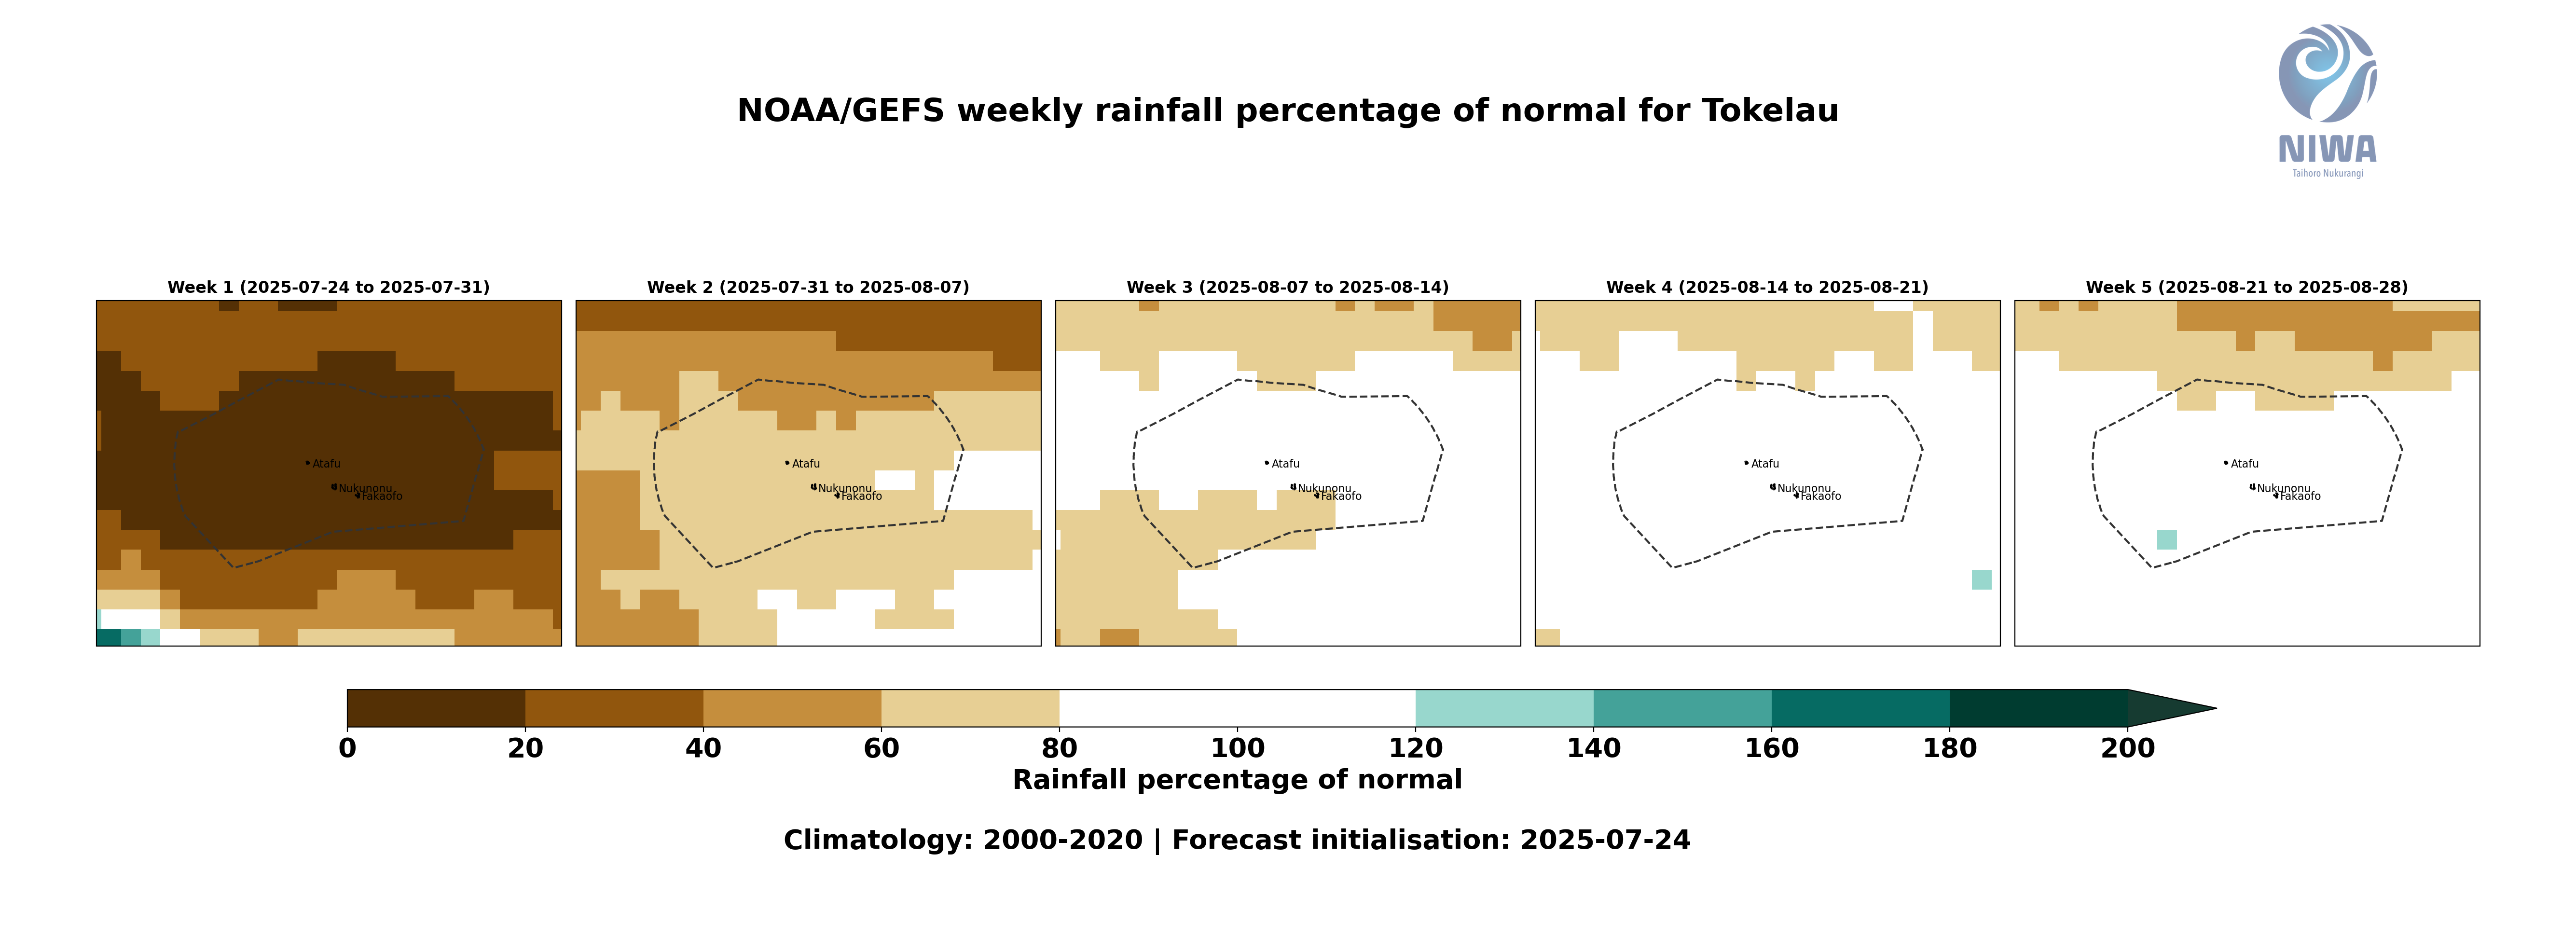 NOAA/GEFS weekly rainfall percentage of normal for Tokelau
NIWA
Taihoro Nukurangi
Week 1 (2025-07-24 to 2025-07-31)
Week 2 (2025-07-31 to 2025-08-07)
Week 3 (2025-08-07 to 2025-08-14)
Week 4 (2025-08-14 to 2025-08-21)
Week 5 (2025-08-21 to 2025-08-28)
Atafu
Nukunonu
Fakaofo
Atafu
Nukunonu
Fakaofo
Atafu
Nukunonu
Fakaofo
Atafu
Nukunonu
Fakaofo
Atafu
Nukunonu
Fakaofo
0 20 40 60 80 100 120 140 160 180 200
Rainfall percentage of normal
Climatology: 2000-2020 | Forecast initialisation: 2025-07-24